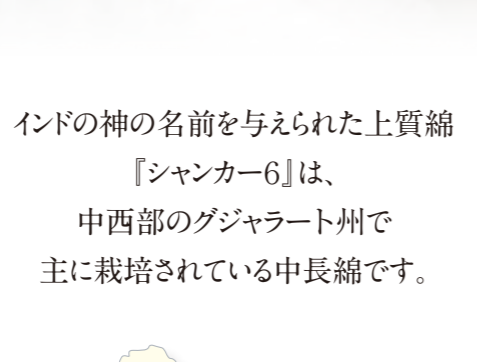 インドの神の名前を与えられた上質綿
『シャンカー6』は、
中西部のグジャラート州で
主に栽培されている中長綿です。